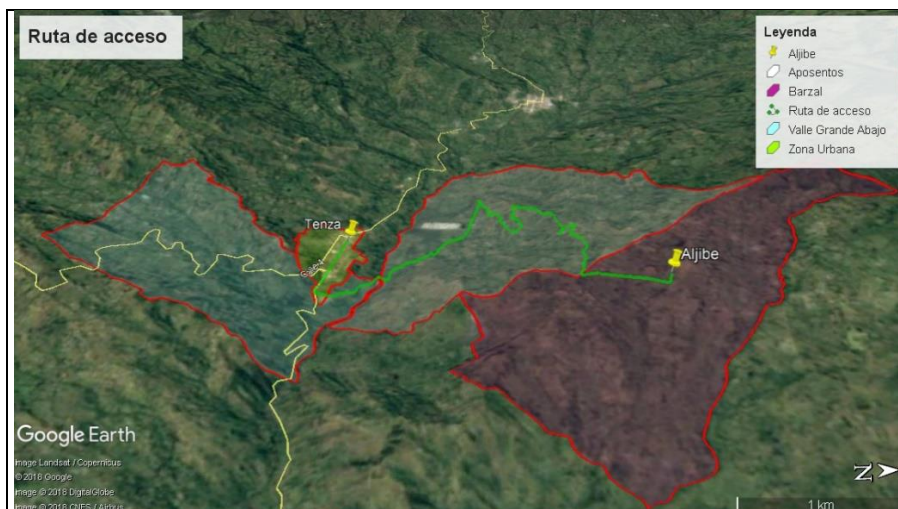 Ruta de acceso
Leyenda
Aljibe
Aposentos
Barzal
Ruta de acceso
Valle Grande Abajo
Zona Urbana
Tenza
Aljibe
Google Earth
Image Landsat / Copernicus
© 2018 Google
Image © 2018 DigitalGlobe
Image © 2018 CNES / Airbus
N
1 km